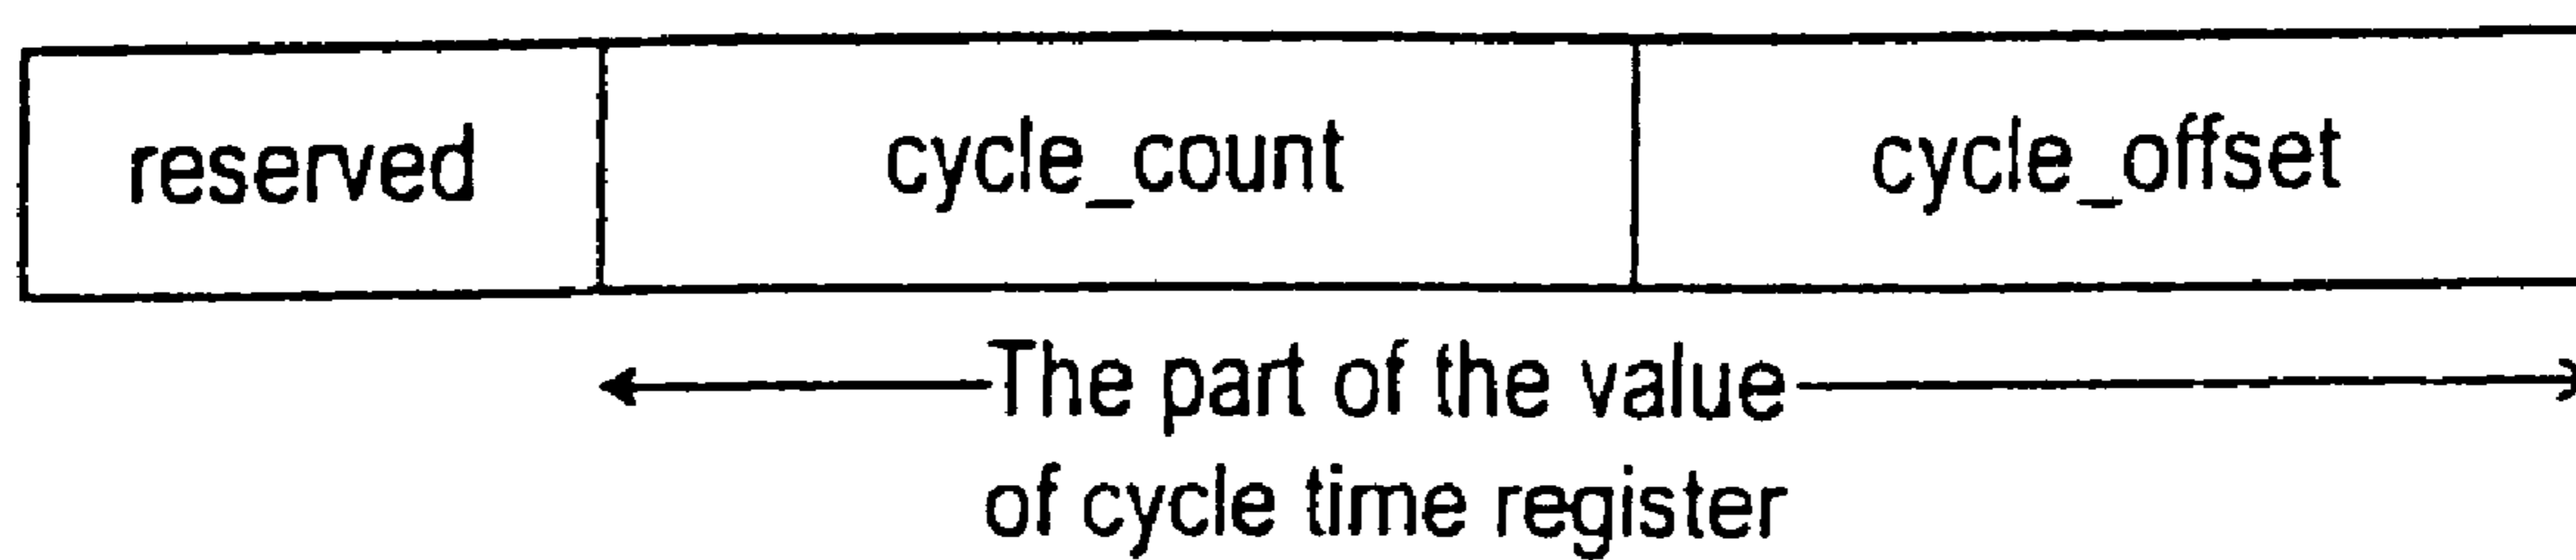 reserved cycle_count cycle_offset
The part of the value
of cycle time register